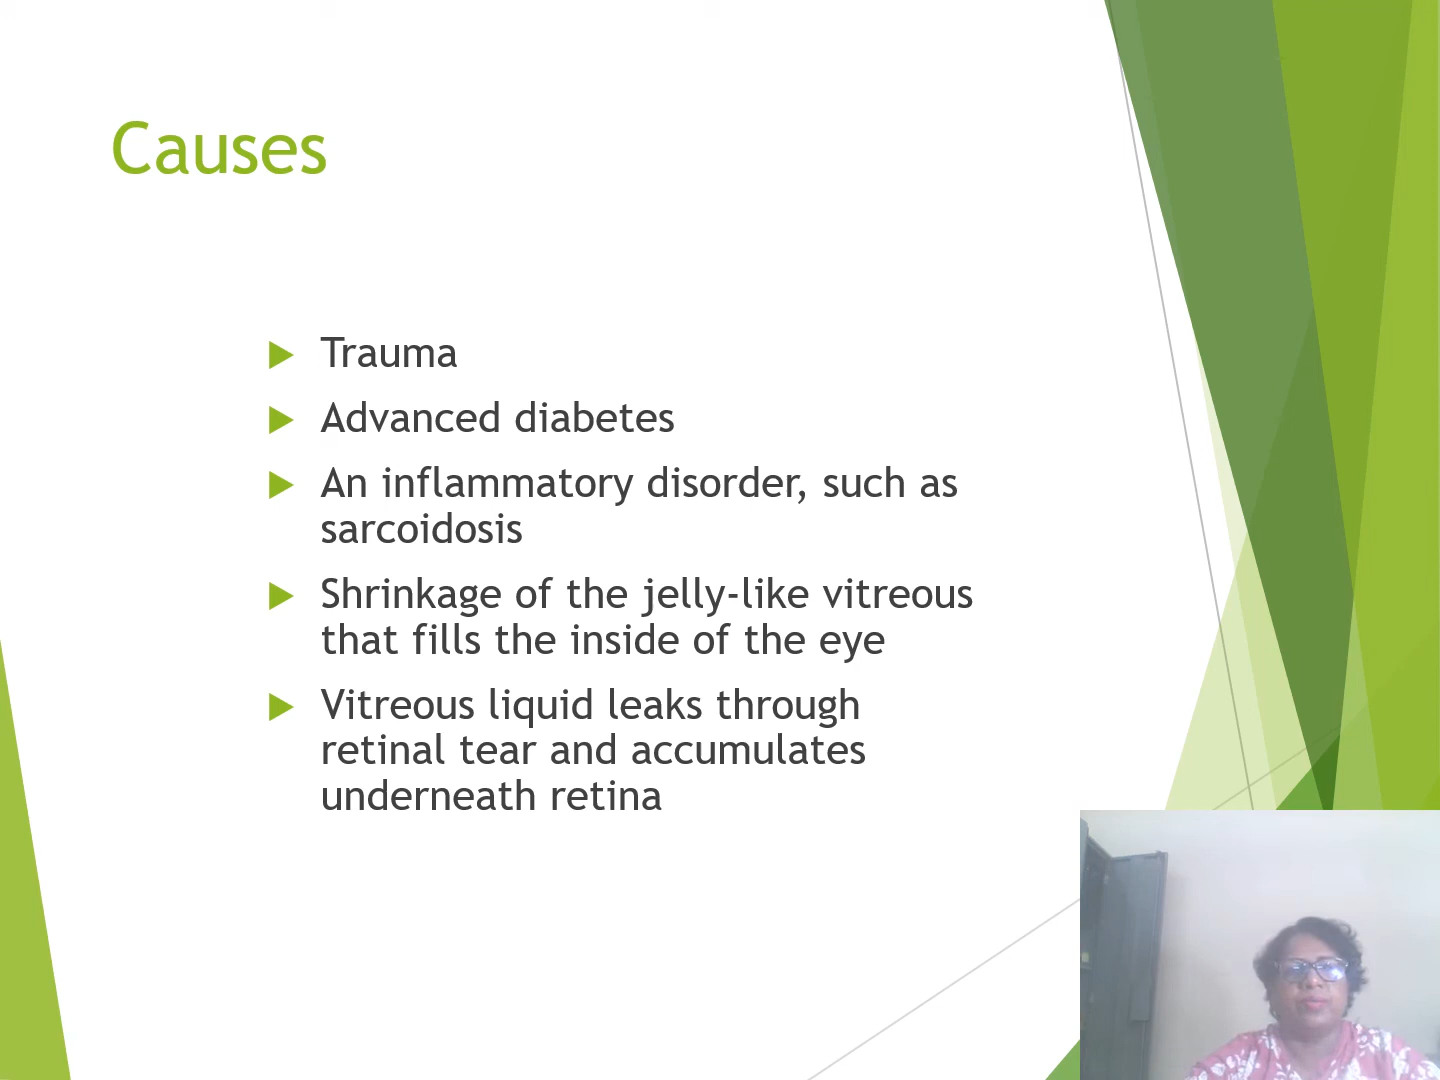 Causes
Trauma
Advanced diabetes
An inflammatory disorder, such as
sarcoidosis
Shrinkage of the jelly-like vitreous
that fills the inside of the eye
Vitreous liquid leaks through
retinal tear and accumulates
underneath retina